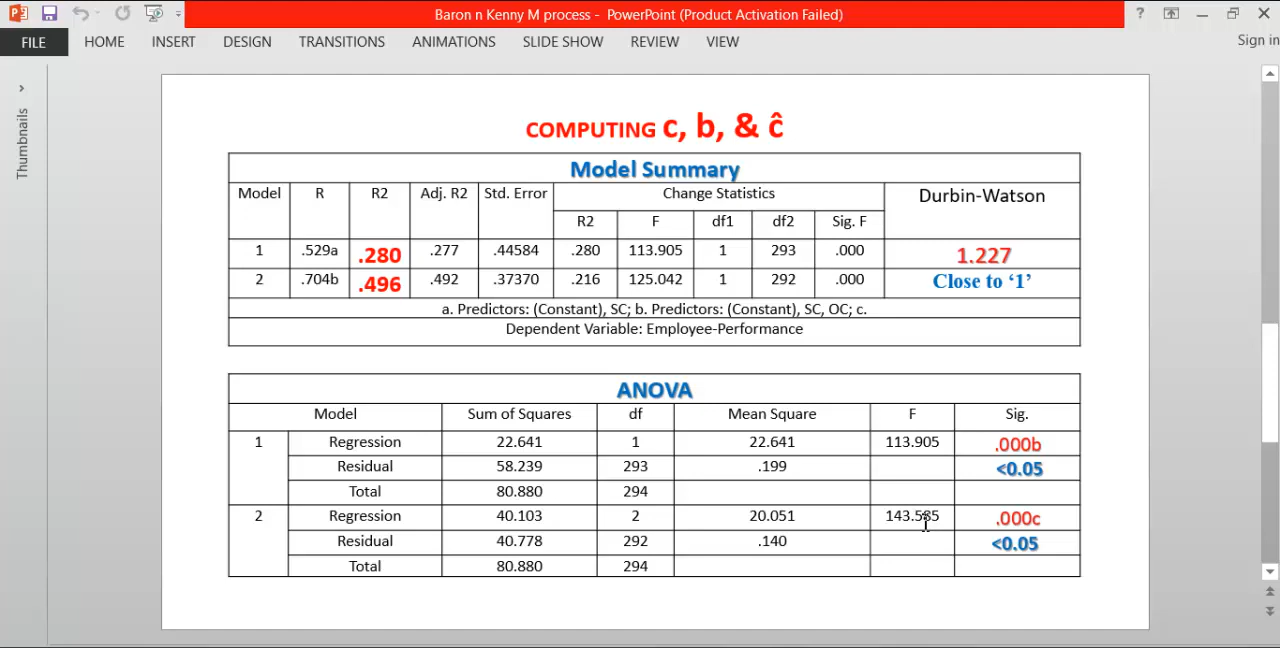 Baron n Kenny M process - PowerPoint (Product Activation Failed)
?
FILE HOME INSERT DESIGN TRANSITIONS ANIMATIONS SLIDE SHOW REVIEW VIEW
Sign in
Thumbnails
COMPUTING c, b, & ĉ
Model Summary
Model R R2 Adj. R2 Std. Error Change Statistics Durbin-Watson
R2 F df1 df2 Sig. F
1 .529a .280 .277 .44584 .280 113.905 1 293 .000 1.227
2 .704b .496 .492 .37370 .216 125.042 1 292 .000 Close to ‘1’
a. Predictors: (Constant), SC; b. Predictors: (Constant), SC, OC; c.
Dependent Variable: Employee-Performance
ANOVA
Model Sum of Squares df Mean Square F Sig.
1 Regression 22.641 1 22.641 113.905 .000b
Residual 58.239 293 .199 <0.05
Total 80.880 294
2 Regression 40.103 2 20.051 143.585 .000c
Residual 40.778 292 .140 <0.05
Total 80.880 294